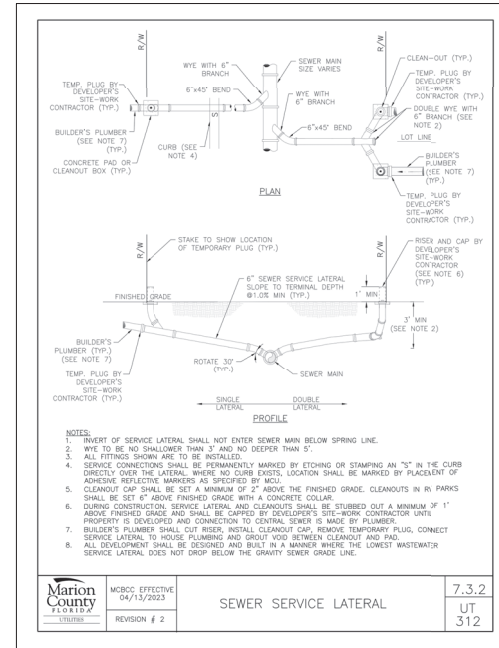 R/W
R/W
WYE WITH 6"
BRANCH
6"x45° BEND
SEWER MAIN
SIZE VARIES
WYE WITH
6" BRANCH
6"x45° BEND
CLEAN-OUT (TYP.)
TEMP. PLUG BY
DEVELOPER'S
SITE-WORK
CONTRACTOR (TYP.)
DOUBLE WYE WITH
6" BRANCH (SEE
NOTE 2)
LOT LINE
BUILDER'S
PLUMBER
(SEE NOTE 7)
(TYP.)
TEMP. PLUG BY
DEVELOPER'S
SITE-WORK
CONTRACTOR (TYP.)
TEMP. PLUG BY
DEVELOPER'S
SITE-WORK
CONTRACTOR (TYP.)
BUILDER'S PLUMBER
(SEE NOTE 7)
(TYP.)
CONCRETE PAD OR
CLEANOUT BOX (TYP.)
CURB (SEE
NOTE 4)
S
PLAN
R/W
STAKE TO SHOW LOCATION
OF TEMPORARY PLUG (TYP.)
FINISHED GRADE
6" SEWER SERVICE LATERAL
SLOPE TO TERMINAL DEPTH
@1.0% MIN (TYP.)
R/W
RISER AND CAP BY
DEVELOPER'S
SITE-WORK
CONTRACTOR
(SEE NOTE 6)
(TYP.)
1' MIN
3' MIN
(SEE NOTE 2)
BUILDER'S
PLUMBER (TYP.)
(SEE NOTE 7)
TEMP. PLUG BY
DEVELOPER'S
SITE-WORK
CONTRACTOR (TYP.)
ROTATE 30°
(TYP.)
SEWER MAIN
SINGLE
LATERAL
DOUBLE
LATERAL
PROFILE
NOTES:
1. INVERT OF SERVICE LATERAL SHALL NOT ENTER SEWER MAIN BELOW SPRING LINE.
2. WYE TO BE NO SHALLOWER THAN 3' AND NO DEEPER THAN 5'.
3. ALL FITTINGS SHOWN ARE TO BE INSTALLED.
4. SERVICE CONNECTIONS SHALL BE PERMANENTLY MARKED BY ETCHING OR STAMPING AN "S" IN THE CURB
DIRECTLY OVER THE LATERAL. WHERE NO CURB EXISTS, LOCATION SHALL BE MARKED BY PLACEMENT OF
ADHESIVE REFLECTIVE MARKERS AS SPECIFIED BY MCU.
5. CLEANOUT CAP SHALL BE SET A MINIMUM OF 2" ABOVE THE FINISHED GRADE. CLEANOUTS IN RV PARKS
SHALL BE SET 6" ABOVE FINISHED GRADE WITH A CONCRETE COLLAR.
6. DURING CONSTRUCTON, SERVICE LATERAL AND CLEANOUTS SHALL BE STUBBED OUT A MINIMUM OF 1'
ABOVE FINISHED GRADE AND SHALL BE CAPPED BY DEVELOPER'S SITE-WORK CONTRACTOR UNTIL
PROPERTY IS DEVELOPED AND CONNECTION TO CENTRAL SEWER IS MADE BY PLUMBER.
7. BUILDER'S PLUMBER SHALL CUT RISER, INSTALL CLEANOUT CAP, REMOVE TEMPORARY PLUG, CONNECT
SERVICE LATERAL TO HOUSE PLUMBING AND GROUT VOID BETWEEN CLEANOUT AND PAD.
8. ALL DEVELOPMENT SHALL BE DESIGNED AND BUILT IN A MANNER WHERE THE LOWEST WASTEWATER
SERVICE LATERAL DOES NOT DROP BELOW THE GRAVITY SEWER GRADE LINE.
Marion
County
FLORIDA
UTILITIES
MCBCC EFFECTIVE
04/13/2023
REVISION # 2
SEWER SERVICE LATERAL
7.3.2
UT
312